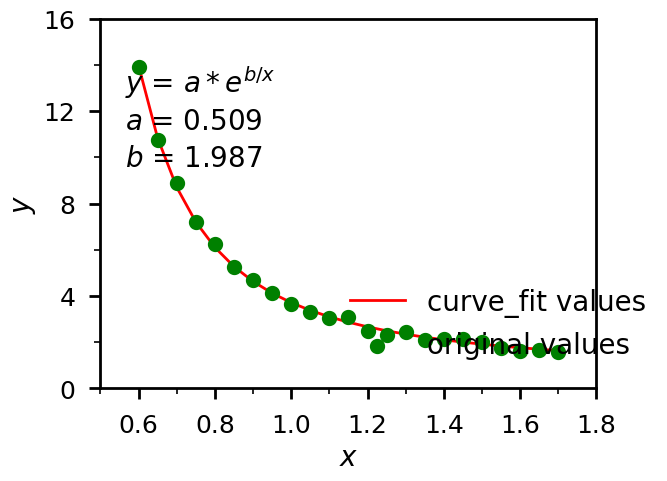 16
12
8
4
0
y
y = a * e^{b/x}
a = 0.509
b = 1.987
curve_fit values
original values
0.6 0.8 1.0 1.2 1.4 1.6 1.8
x